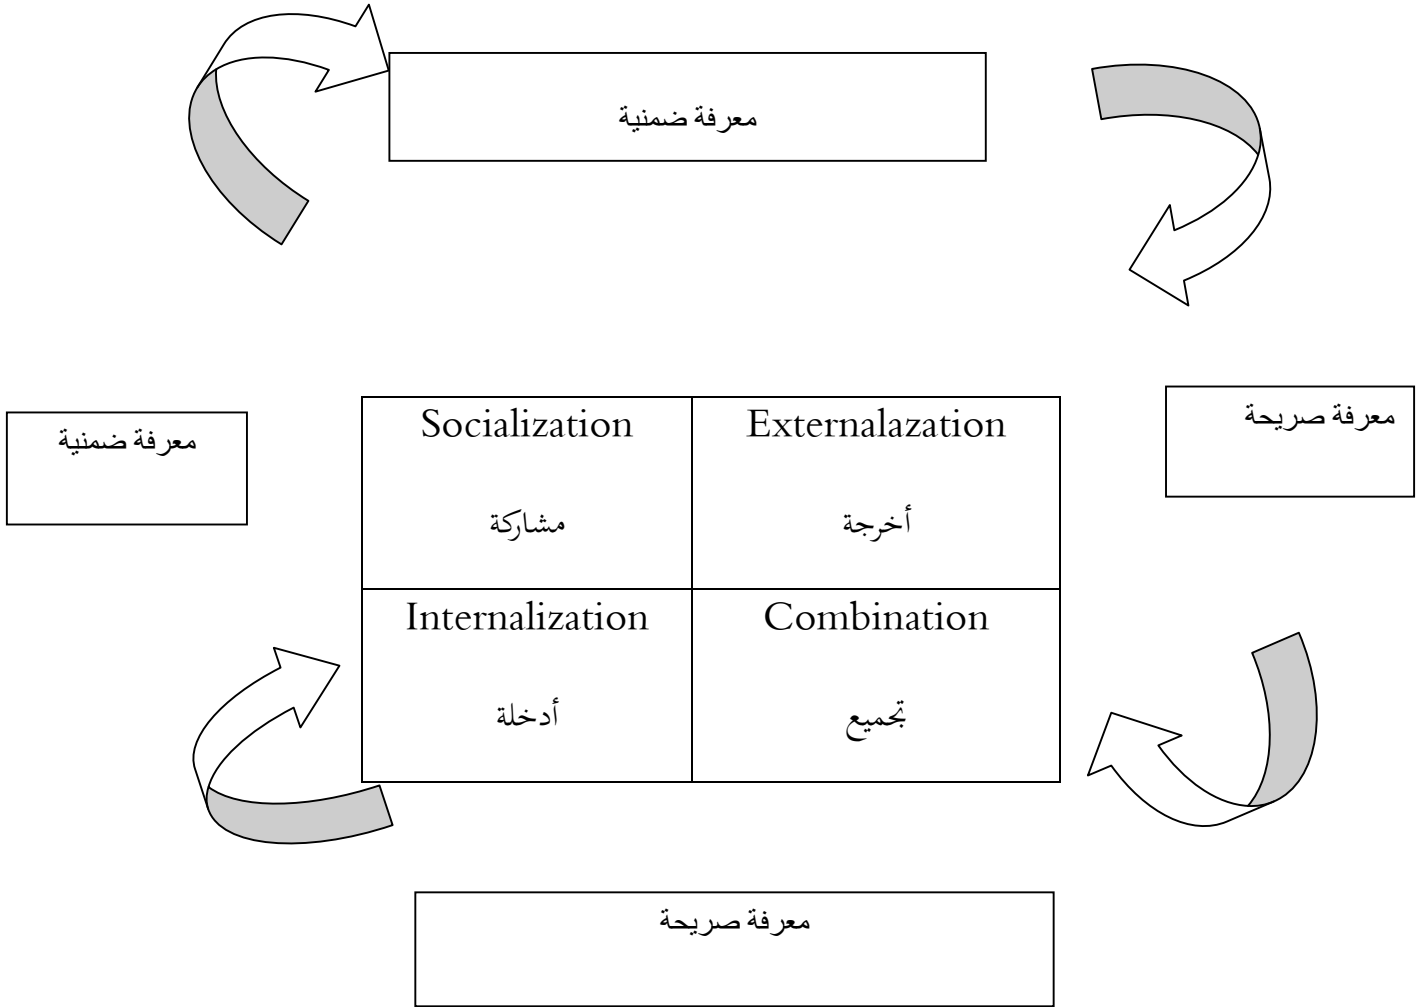 معرفة ضمنية
معرفة صريحة
معرفة ضمنية
Socialization
مشاركة
Externalazation
أخرجة
Internalization
أدخلة
Combination
تجميع
معرفة صريحة